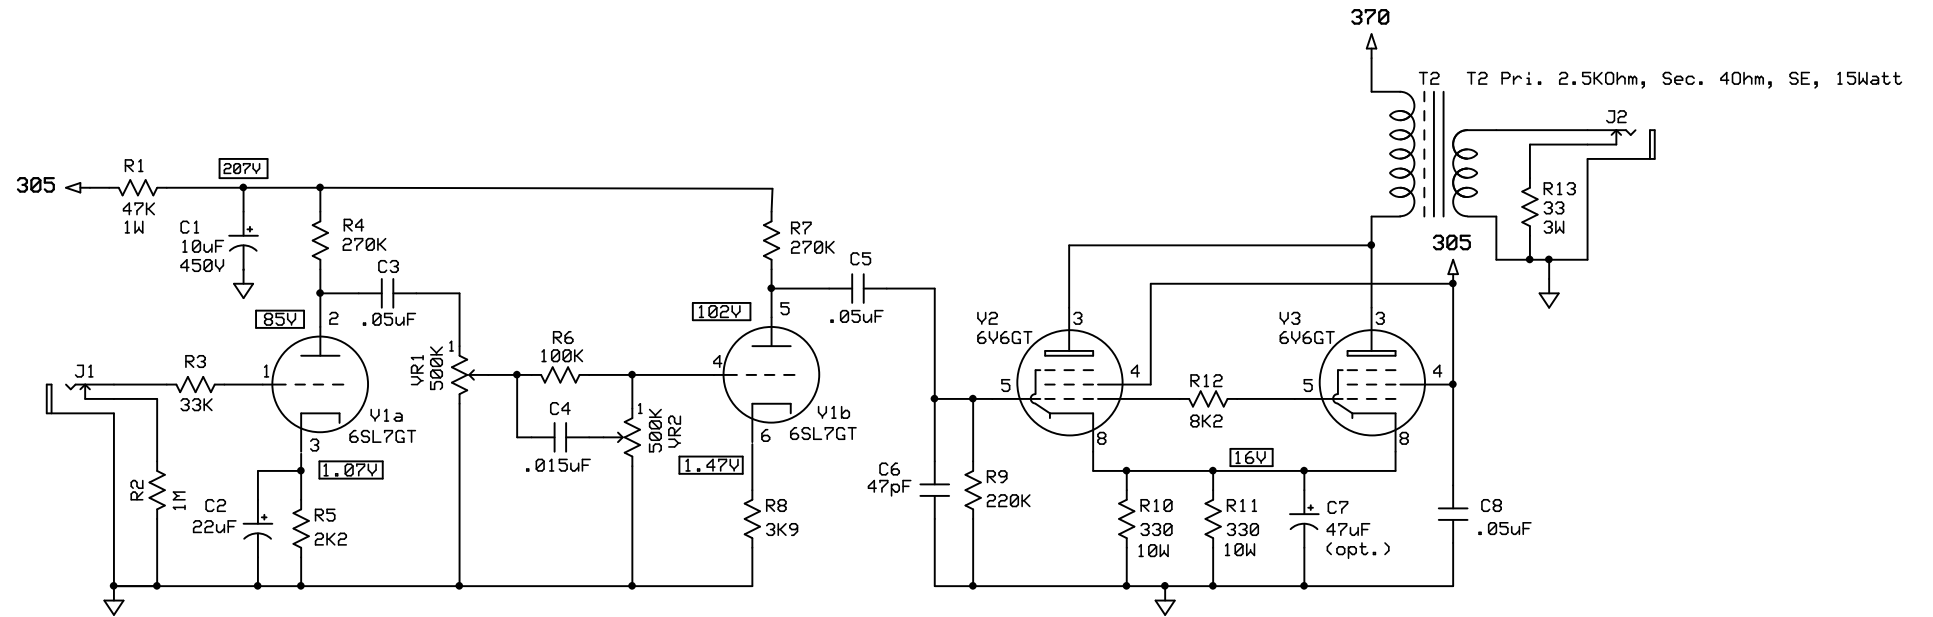 370
T2 T2 Pri. 2.5KOhm, Sec. 4Ohm, SE, 15Watt
J2
R1
207V
305
47K
1W
C1
10uF
450V
+
R4
270K
R7
270K
R13
33
3W
305
C3
.05uF
C5
.05uF
85V
2
102V
5
V2
6V6GT
3
V3
6V6GT
3
J1
R3
33K
1
VR1
500K
1
R6
100K
4
5
4
R12
8K2
5
4
V1a
6SL7GT
3
C4
.015uF
1
500K
VR2
V1b
6SL7GT
6
8
8
1.07V
1.47V
16V
R2
1M
C2
22uF
+
R5
2K2
R8
3K9
C6
47pF
R9
220K
R10
330
10W
R11
330
10W
+
C7
47uF
(opt.)
C8
.05uF